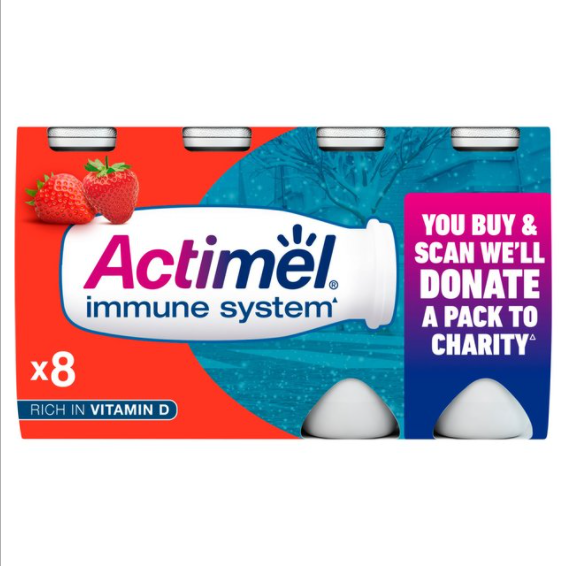 Actimel®
immune system▲
x8
RICH IN VITAMIN D
YOU BUY &
SCAN WE'LL
DONATE
A PACK TO
CHARITY△